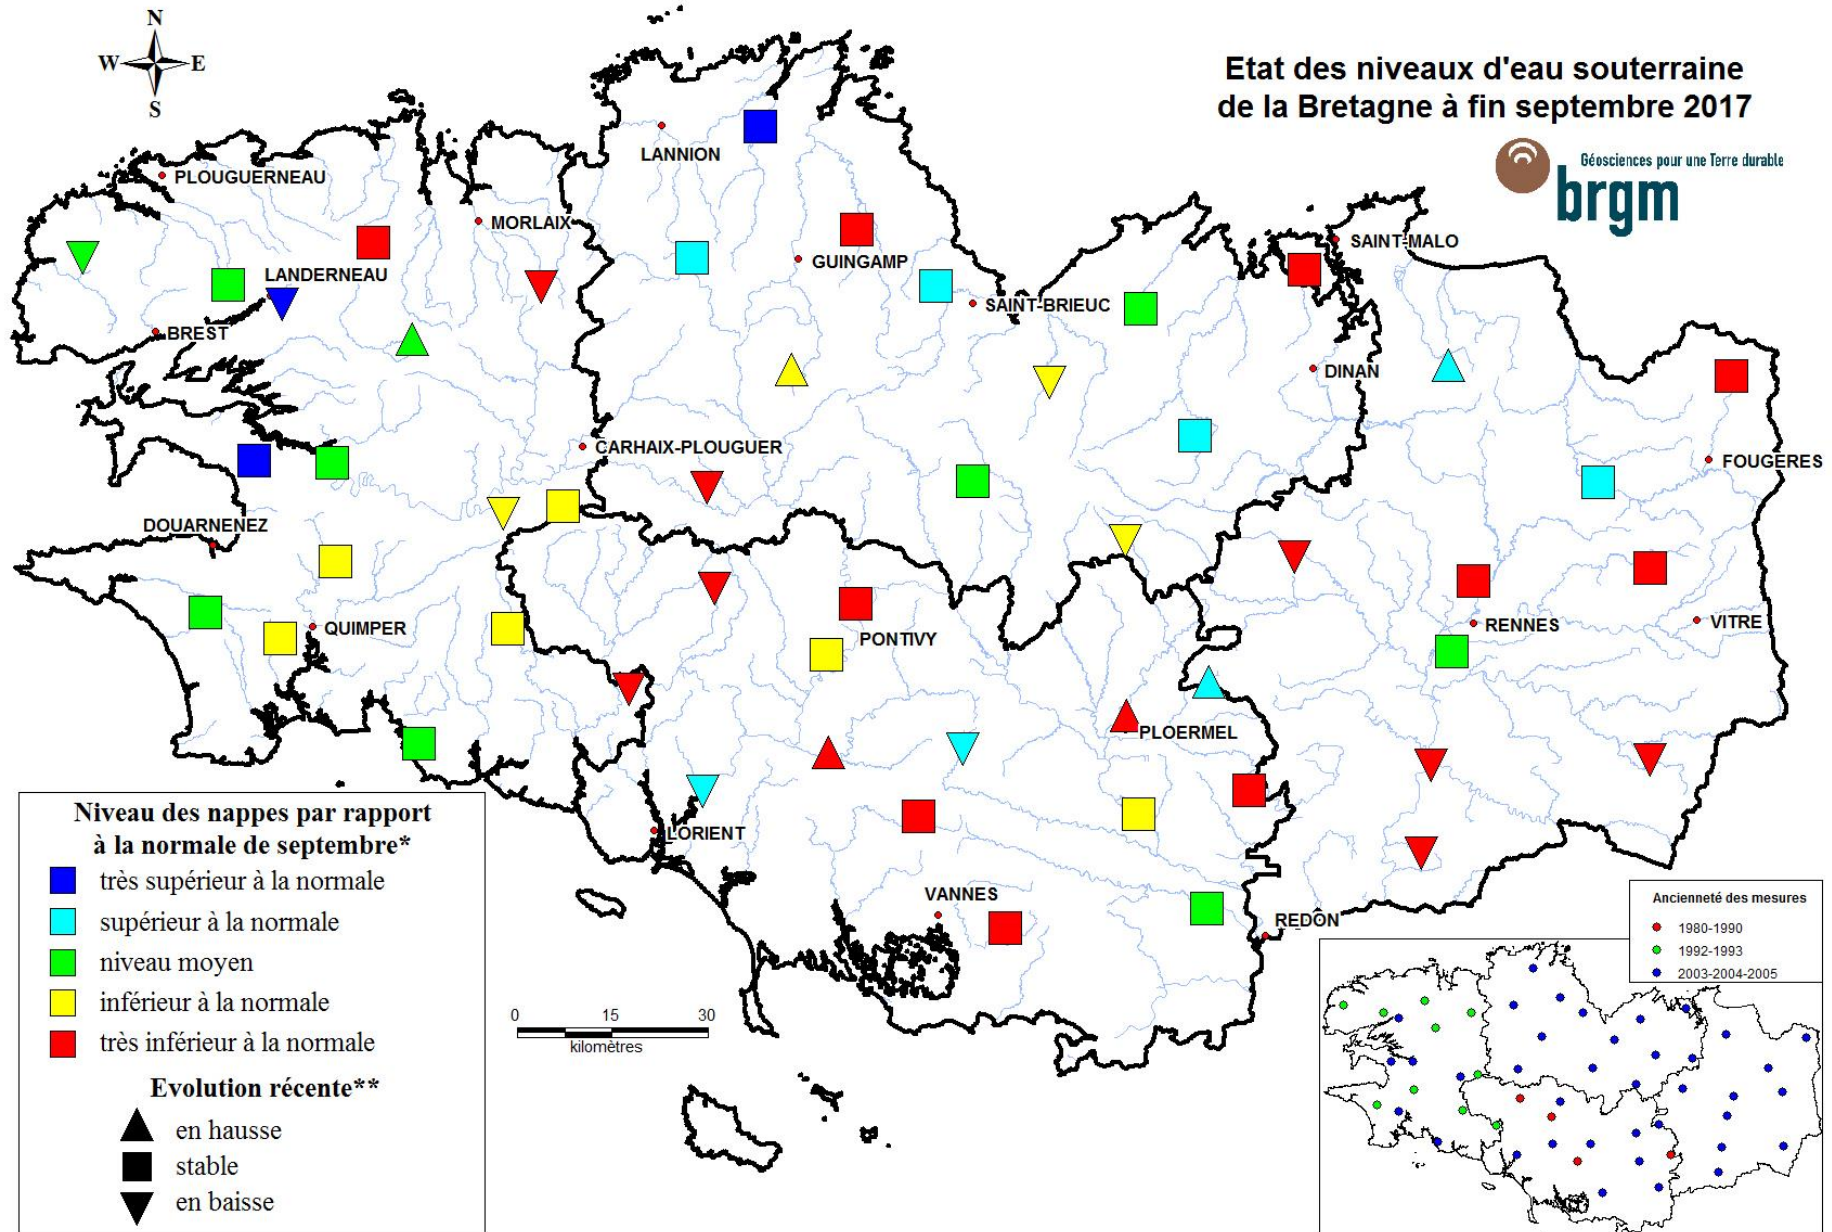 N
W
E
S
Etat des niveaux d'eau souterraine
de la Bretagne à fin septembre 2017
Géosciences pour une Terre durable
brgm
LANNION
PLOUGUERNEAU
MORLAIX
SAINT-MALO
GUINGAMP
LANDERNEAU
SAINT-BRIEUC
BREST
DINAN
CARHAIX-PLOUGUER
FOUGERES
DOUARNENEZ
QUIMPER
PONTIVY
RENNES
VITRE
PLOERMEL
LORIENT
VANNES
REDON
Niveau des nappes par rapport
à la normale de septembre*
très supérieur à la normale
supérieur à la normale
niveau moyen
inférieur à la normale
très inférieur à la normale
Evolution récente**
en hausse
stable
en baisse
0 15 30
kilomètres
Ancienneté des mesures
1980-1990
1992-1993
2003-2004-2005